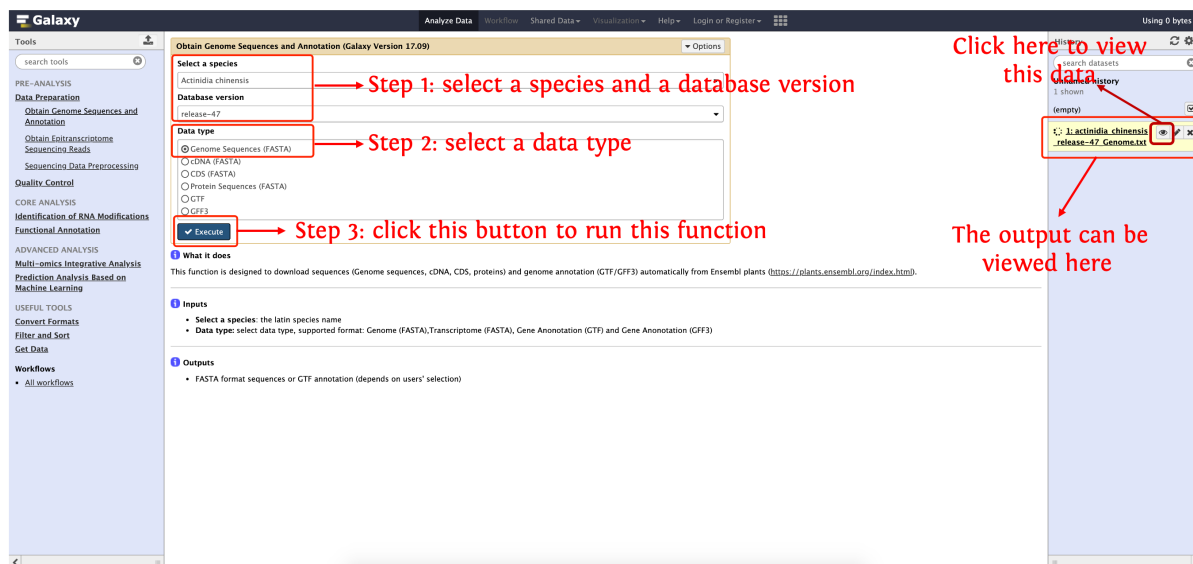 Galaxy
Analyze Data Workflow Shared Data Visualization Help Login or Register
Using 0 bytes
Tools
search tools
PRE-ANALYSIS
Data Preparation
Obtain Genome Sequences and
Annotation
Obtain Epitranscriptome
Sequencing Reads
Sequencing Data Preprocessing
Quality Control
CORE ANALYSIS
Identification of RNA Modifications
Functional Annotation
ADVANCED ANALYSIS
Multi-omics Integrative Analysis
Prediction Analysis Based on
Machine Learning
USEFUL TOOLS
Convert Formats
Filter and Sort
Get Data
Workflows
• All workflows
Obtain Genome Sequences and Annotation (Galaxy Version 17.09)
Options
Select a species
Actinidia chinensis
Database version
release-47
Step 1: select a species and a database version
Data type
Genome Sequences (FASTA)
cDNA (FASTA)
CDS (FASTA)
Protein Sequences (FASTA)
GTF
GFF3
Step 2: select a data type
Execute
Step 3: click this button to run this function
What it does
This function is designed to download sequences (Genome sequences, cDNA, CDS, proteins) and genome annotation (GTF/GFF3) automatically from Ensembl plants (https://plants.ensembl.org/index.html).
Inputs
• Select a species: the latin species name
• Data type: select data type, supported format: Genome (FASTA),Transcriptome (FASTA), Gene Anonotation (GTF) and Gene Anonotation (GFF3)
Outputs
• FASTA format sequences or GTF annotation (depends on users' selection)
Click here to view
this data
History
search datasets
Unnamed history
1 shown
(empty)
1: actinidia_chinensis
_release-47_Genome.txt
The output can be
viewed here